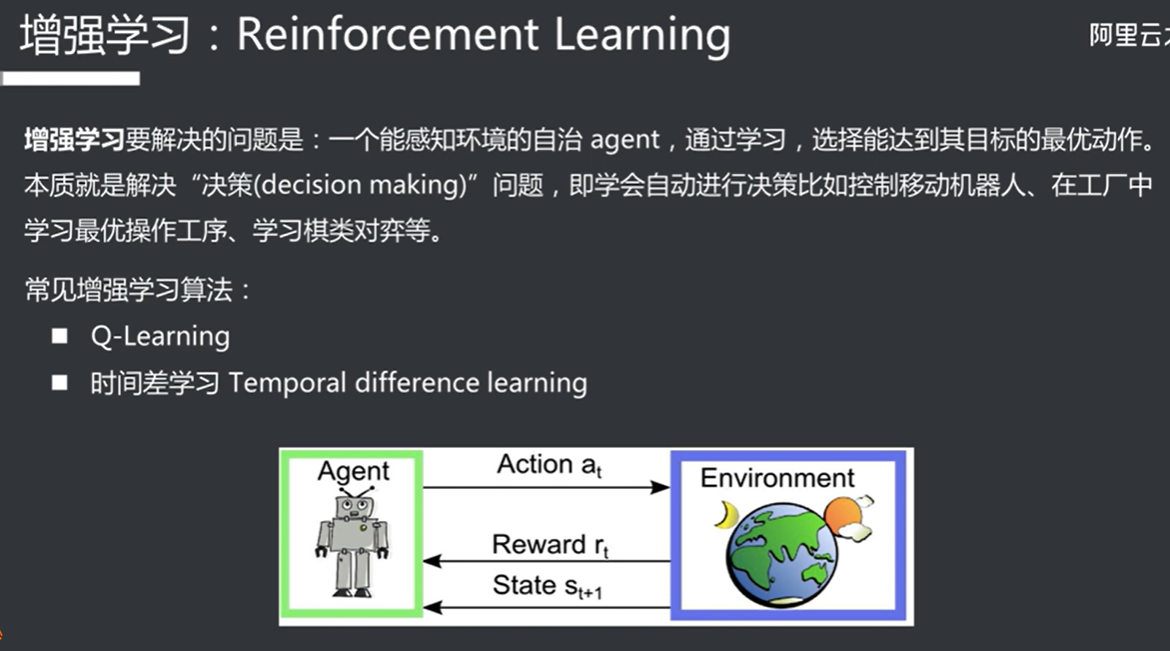 增强学习：Reinforcement Learning
阿里云
增强学习要解决的问题是：一个能感知环境的自治 agent，通过学习，选择能达到其目标的最优动作。
本质就是解决“决策(decision making)”问题，即学会自动进行决策比如控制移动机器人、在工厂中
学习最优操作工序、学习棋类对弈等。
常见增强学习算法：
■ Q-Learning
■ 时间差学习 Temporal difference learning
Agent
Action aₜ
Environment
Reward rₜ
State sₜ₊₁